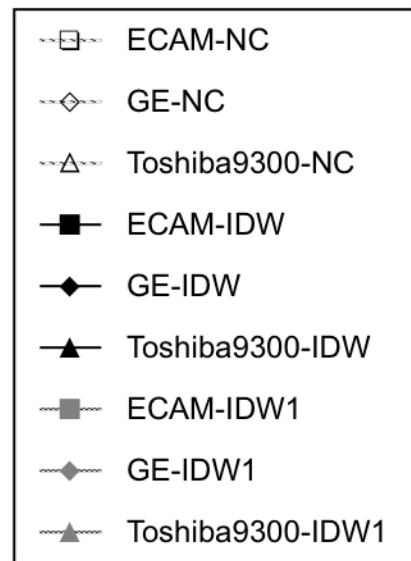 ECAM-NC
GE-NC
Toshiba9300-NC
ECAM-IDW
GE-IDW
Toshiba9300-IDW
ECAM-IDW1
GE-IDW1
Toshiba9300-IDW1